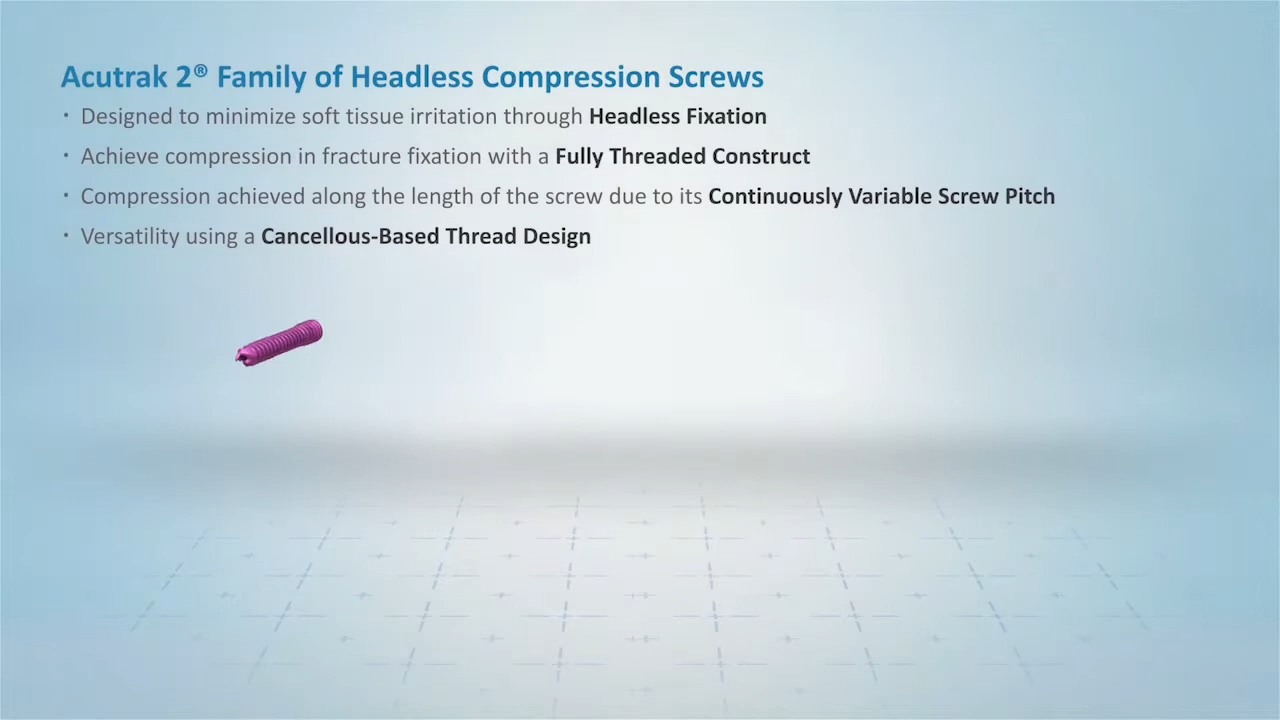 Acutrak 2® Family of Headless Compression Screws
· Designed to minimize soft tissue irritation through Headless Fixation
· Achieve compression in fracture fixation with a Fully Threaded Construct
· Compression achieved along the length of the screw due to its Continuously Variable Screw Pitch
· Versatility using a Cancellous-Based Thread Design